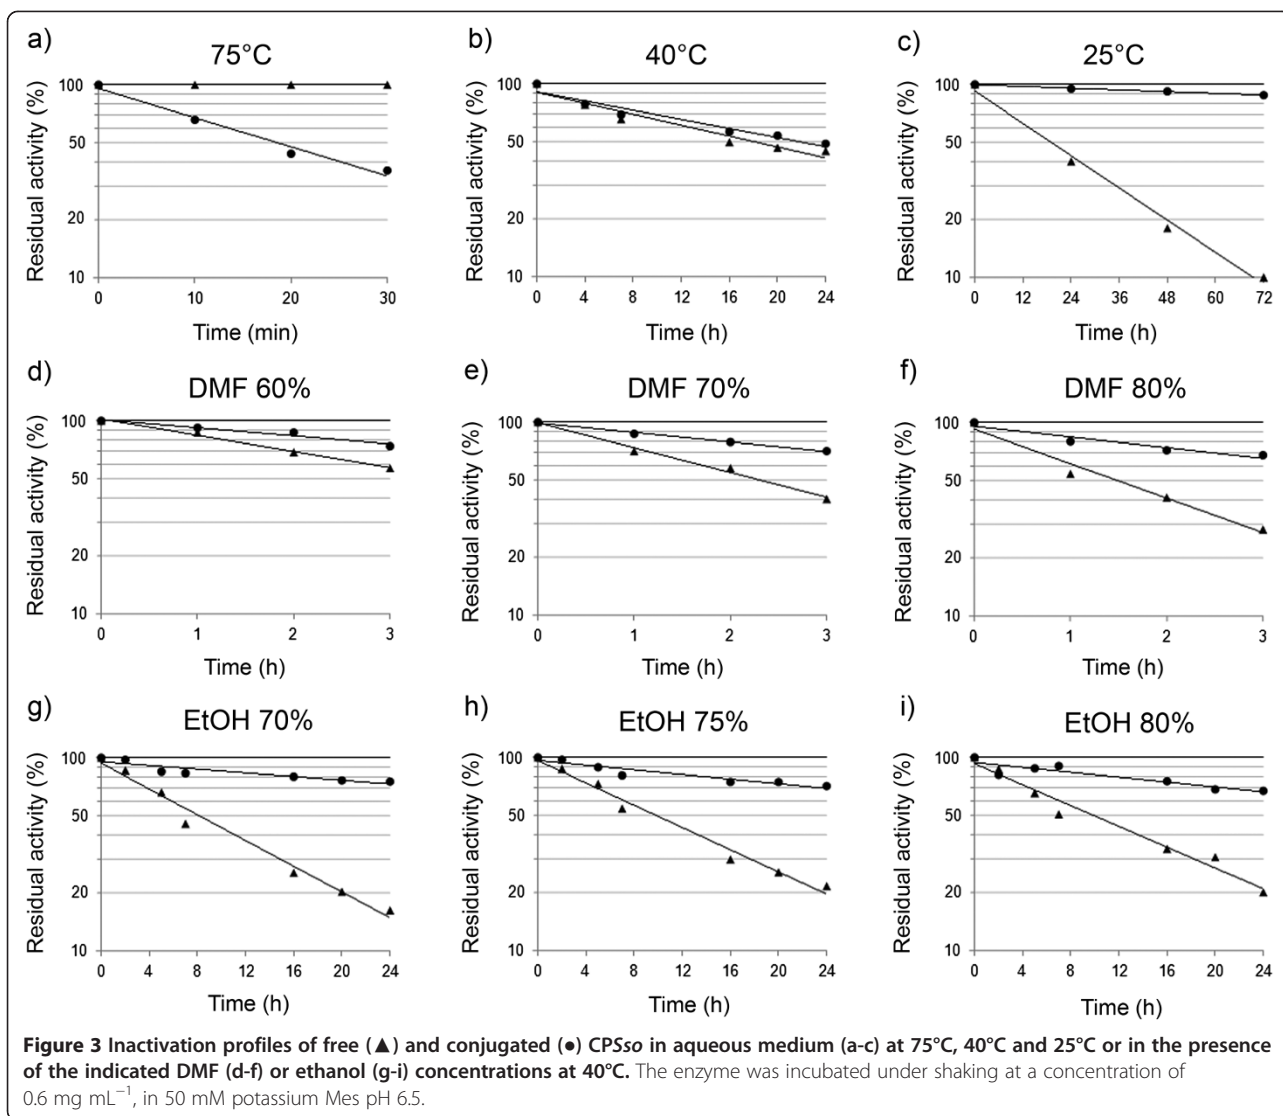 a)
75°C
Residual activity (%)
100
50
20
10
0
10
20
30
Time (min)
b)
40°C
Residual activity (%)
100
50
20
10
0
4
8
12
16
20
24
Time (h)
c)
25°C
Residual activity (%)
100
50
20
10
0
12
24
36
48
60
72
Time (h)
d)
DMF 60%
Residual activity (%)
100
50
20
10
0
1
2
3
Time (h)
e)
DMF 70%
Residual activity (%)
100
50
20
10
0
1
2
3
Time (h)
f)
DMF 80%
Residual activity (%)
100
50
20
10
0
1
2
3
Time (h)
g)
EtOH 70%
Residual activity (%)
100
50
20
10
0
4
8
12
16
20
24
Time (h)
h)
EtOH 75%
Residual activity (%)
100
50
20
10
0
4
8
12
16
20
24
Time (h)
i)
EtOH 80%
Residual activity (%)
100
50
20
10
0
4
8
12
16
20
24
Time (h)
Figure 3 Inactivation profiles of free (▲) and conjugated (●) CPSso in aqueous medium (a-c) at 75°C, 40°C and 25°C or in the presence
of the indicated DMF (d-f) or ethanol (g-i) concentrations at 40°C. The enzyme was incubated under shaking at a concentration of
0.6 mg mL⁻¹, in 50 mM potassium Mes pH 6.5.